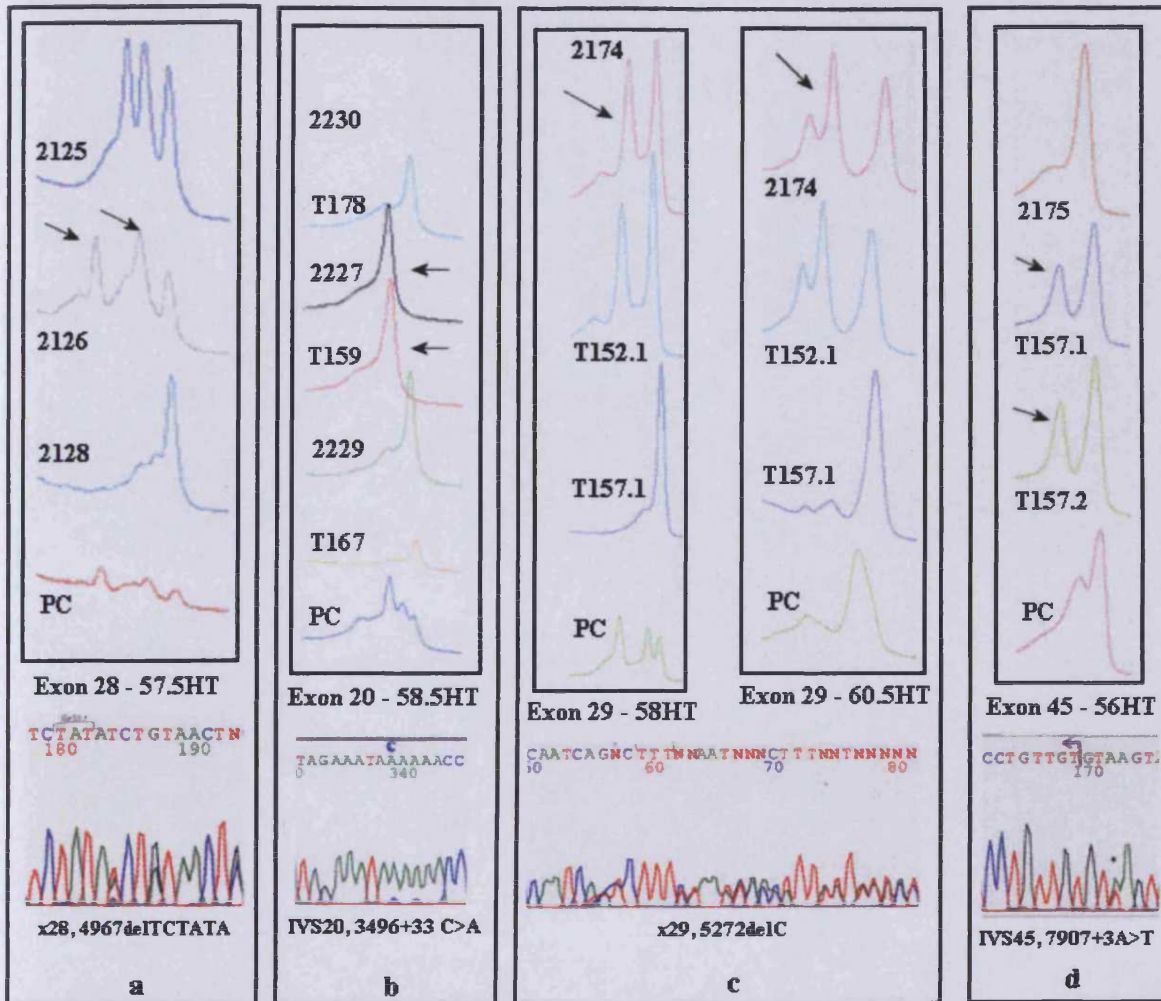 2125
2126
2128
PC
Exon 28 - 57.5HT
TCTATATCTGTAACTN
180 190
x28, 4967delTCTATA
a
2230
T178
2227
T159
2229
T167
PC
Exon 20 - 58.5HT
C
TAGAAATAAAAAACC
0 340
IVS20, 3496+33 C>A
b
2174
T152.1
T157.1
PC
Exon 29 - 58HT
2174
T152.1
T157.1
PC
Exon 29 - 60.5HT
CAATCAGNCTTTNNAATNNNCTTTNNTNNNNN
50 60 70 80
x29, 5272delC
c
2175
T157.1
T157.2
PC
Exon 45 - 56HT
CCTGTTGTGTAAGT
170
IVS45, 7907+3A>T
d